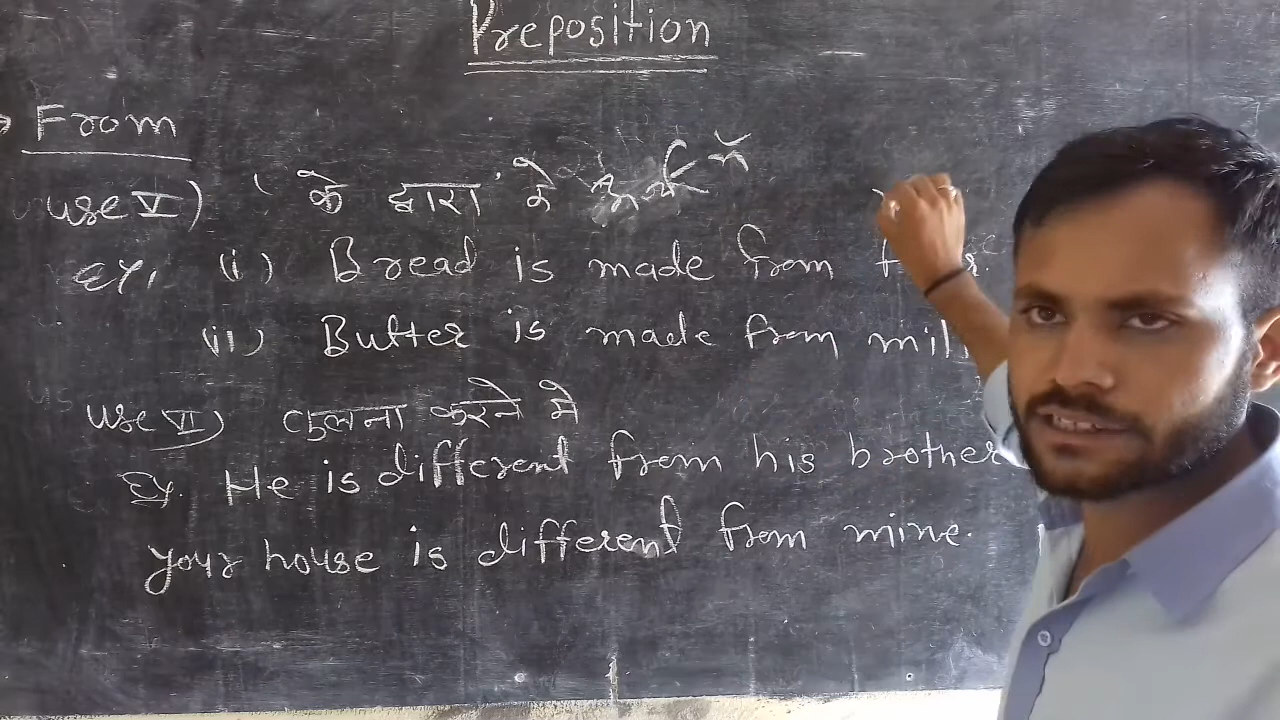 Preposition
→ From
use V) ' के द्वारा ' के अर्थ में
Ex, (i) Bread is made from
(ii) Butter is made from mil
use VI) तुलना करने मे
Ex. He is different from his brother
your house is different from mine.